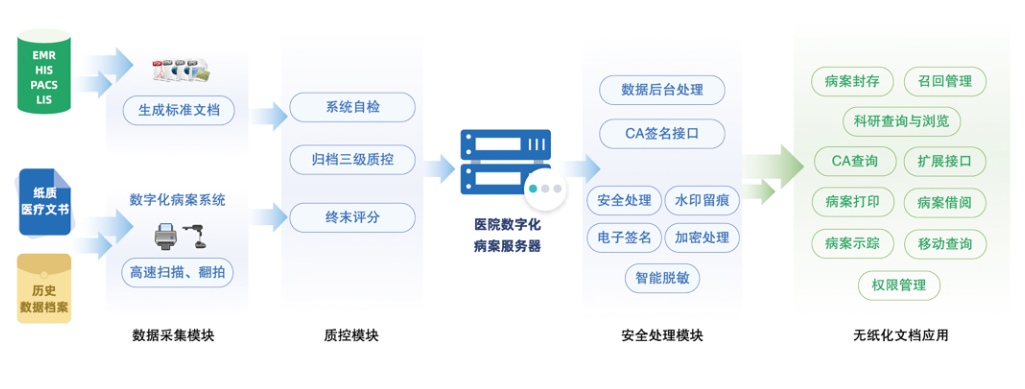 EMR
HIS
PACS
LIS
生成标准文档
纸质
医疗文书
数字化病案系统
高速扫描、翻拍
历史
数据档案
数据采集模块
系统自检
归档三级质控
终末评分
质控模块
医院数字化
病案服务器
数据后台处理
CA签名接口
安全处理
水印留痕
电子签名
加密处理
智能脱敏
安全处理模块
病案封存
召回管理
科研查询与浏览
CA查询
扩展接口
病案打印
病案借阅
病案示踪
移动查询
权限管理
无纸化文档应用